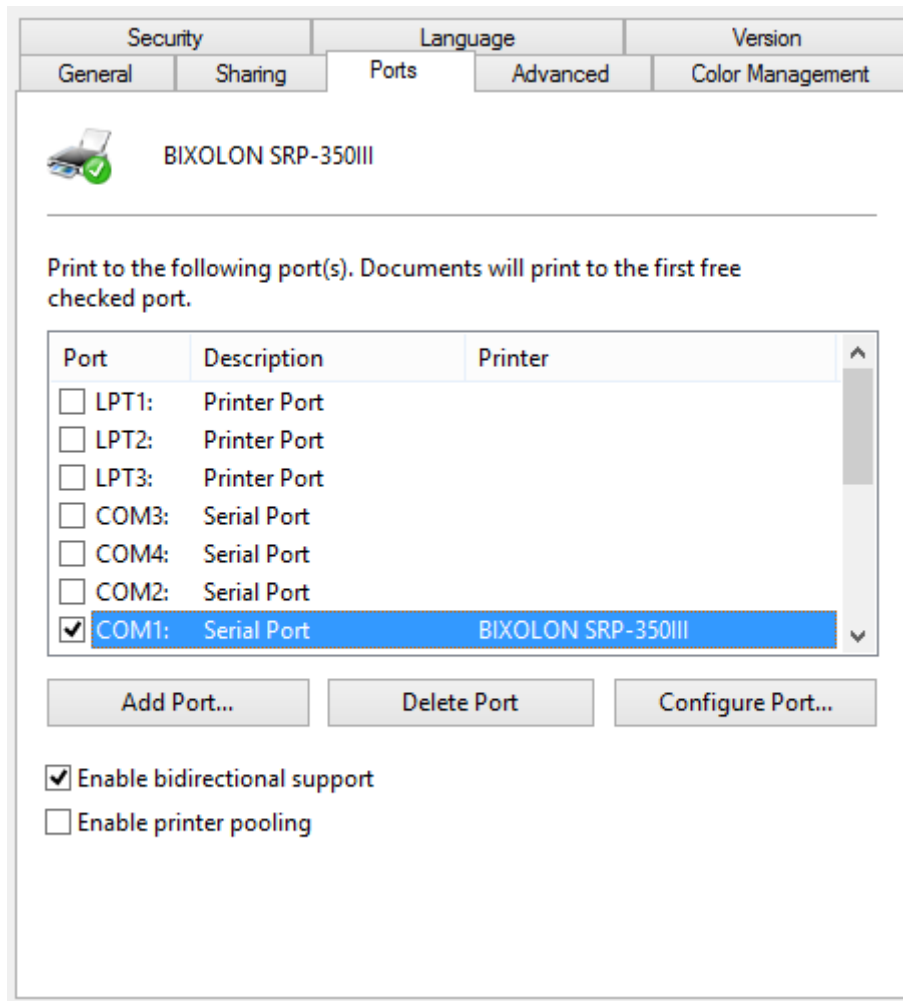 Security Language Version
General Sharing Ports Advanced Color Management
BIXOLON SRP-350III
Print to the following port(s). Documents will print to the first free
checked port.
Port Description Printer
LPT1: Printer Port
LPT2: Printer Port
LPT3: Printer Port
COM3: Serial Port
COM4: Serial Port
COM2: Serial Port
COM1: Serial Port BIXOLON SRP-350III
Add Port... Delete Port Configure Port...
Enable bidirectional support
Enable printer pooling